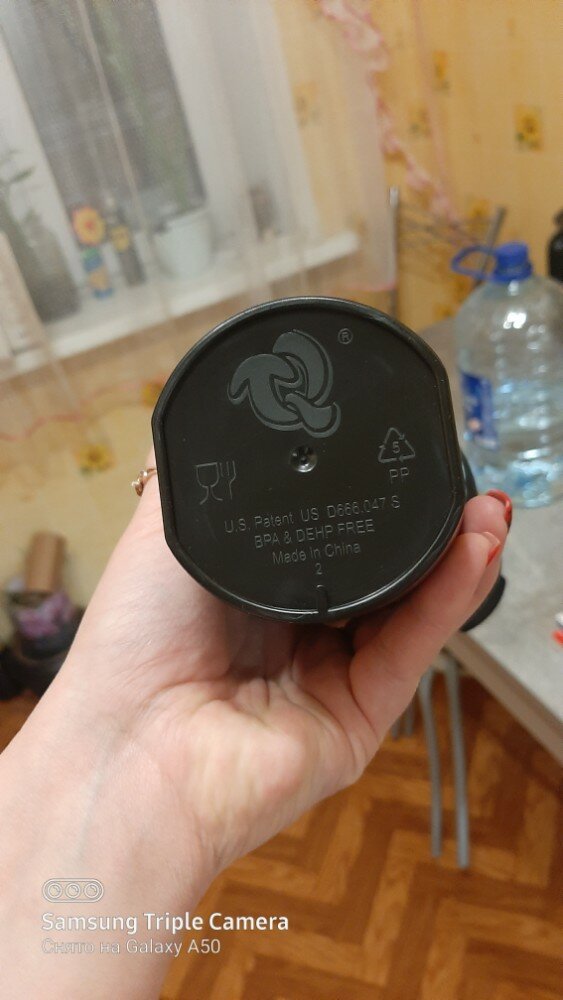 ®
5
PP
U.S. Patent US D666.047 S
BPA & DEHP FREE
Made In China
2
Samsung Triple Camera
Снято на Galaxy A50